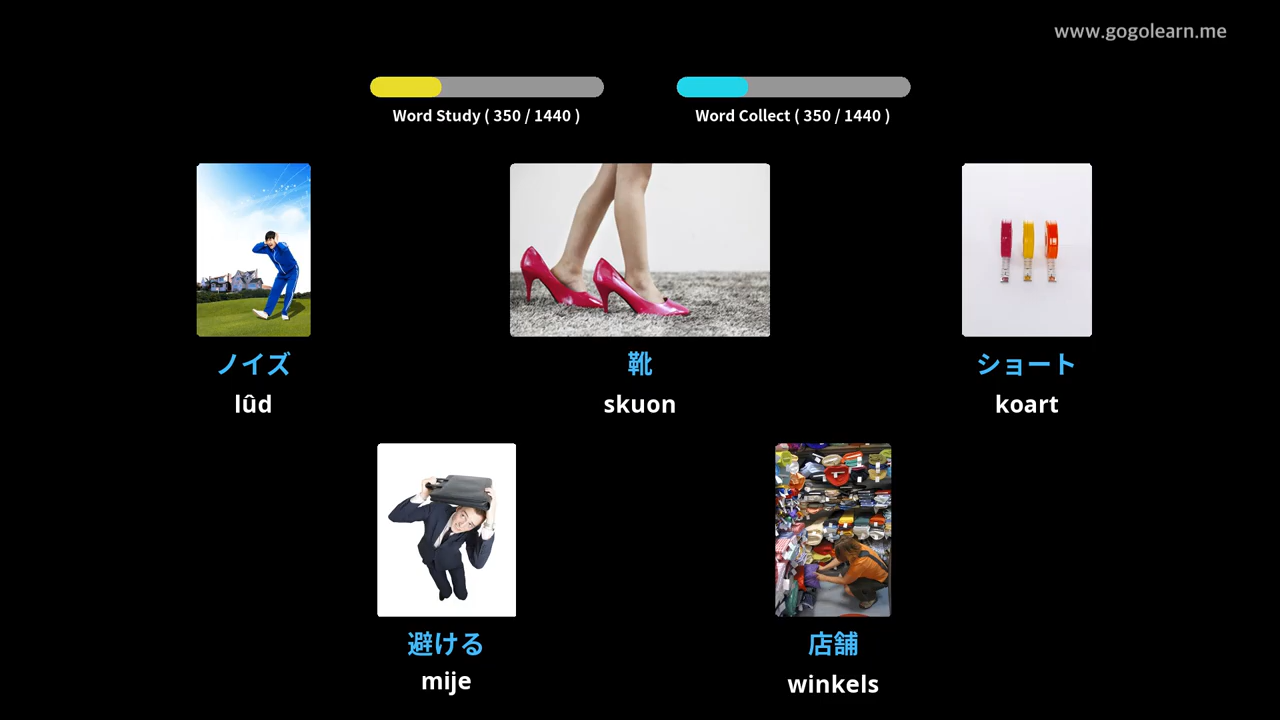 www.gogolearn.me
Word Study ( 350 / 1440 )
Word Collect ( 350 / 1440 )
ノイズ
lûd
靴
skuon
ショート
koart
避ける
mije
店舗
winkels